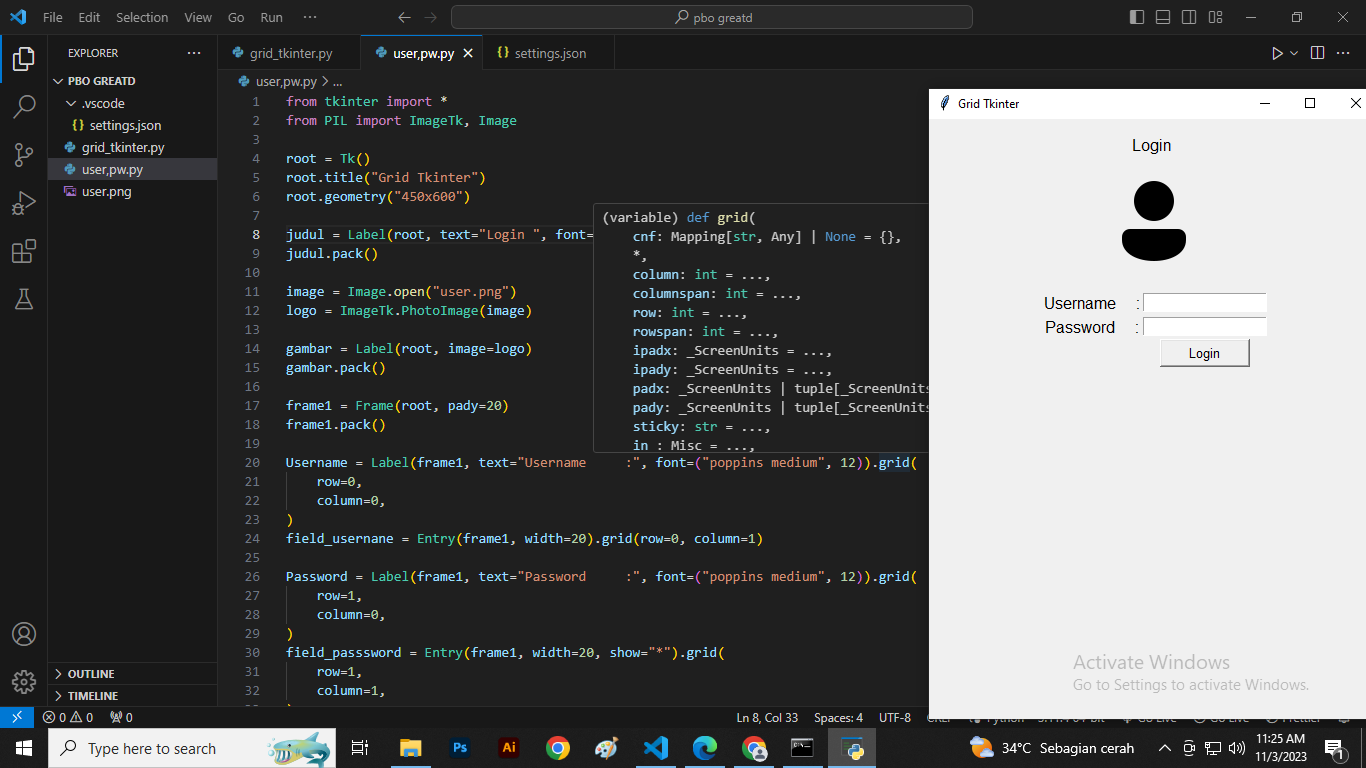 File Edit Selection View Go Run ··· pbo greatd
EXPLORER ···
PBO GREATD
.vscode
{} settings.json
grid_tkinter.py
user,pw.py
user.png
OUTLINE
TIMELINE
grid_tkinter.py user,pw.py {} settings.json
user,pw.py > ...
1 from tkinter import *
2 from PIL import ImageTk, Image
3
4 root = Tk()
5 root.title("Grid Tkinter")
6 root.geometry("450x600")
7
8 judul = Label(root, text="Login ", font=
9 judul.pack()
10
11 image = Image.open("user.png")
12 logo = ImageTk.PhotoImage(image)
13
14 gambar = Label(root, image=logo)
15 gambar.pack()
16
17 frame1 = Frame(root, pady=20)
18 frame1.pack()
19
20 Username = Label(frame1, text="Username     :", font=("poppins medium", 12)).grid(
21 row=0,
22 column=0,
23 )
24 field_usernane = Entry(frame1, width=20).grid(row=0, column=1)
25
26 Password = Label(frame1, text="Password     :", font=("poppins medium", 12)).grid(
27 row=1,
28 column=0,
29 )
30 field_passsword = Entry(frame1, width=20, show="*").grid(
31 row=1,
32 column=1,
(variable) def grid(
cnf: Mapping[str, Any] | None = {},
*,
column: int = ...,
columnspan: int = ...,
row: int = ...,
rowspan: int = ...,
ipadx: _ScreenUnits = ...,
ipady: _ScreenUnits = ...,
padx: _ScreenUnits | tuple[_ScreenUnits
pady: _ScreenUnits | tuple[_ScreenUnits
sticky: str = ...,
in_: Misc = ...,
Grid Tkinter
Login
Username :
Password :
Login
Activate Windows
Go to Settings to activate Windows.
0 0 0 Ln 8, Col 33 Spaces: 4 UTF-8
Type here to search 34°C Sebagian cerah 11:25 AM
11/3/2023 1